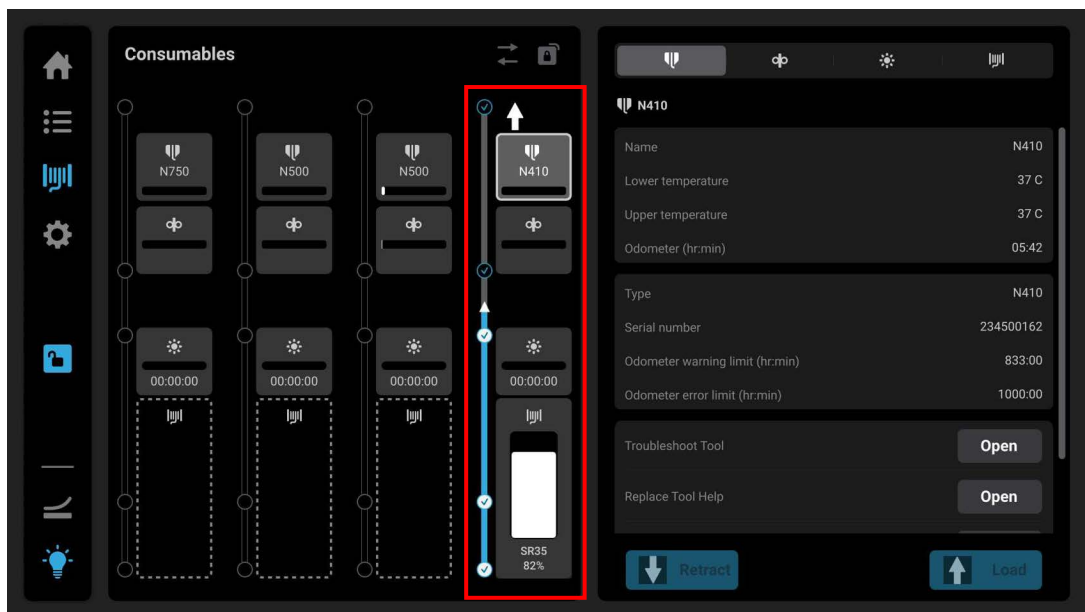 Consumables
N750
N500
N500
N410
00:00:00
00:00:00
00:00:00
00:00:00
SR35
82%
N410
Name N410
Lower temperature 37 C
Upper temperature 37 C
Odometer (hr:min) 05:42
Type N410
Serial number 234500162
Odometer warning limit (hr:min) 833:00
Odometer error limit (hr:min) 1000:00
Troubleshoot Tool Open
Replace Tool Help Open
Retract
Load